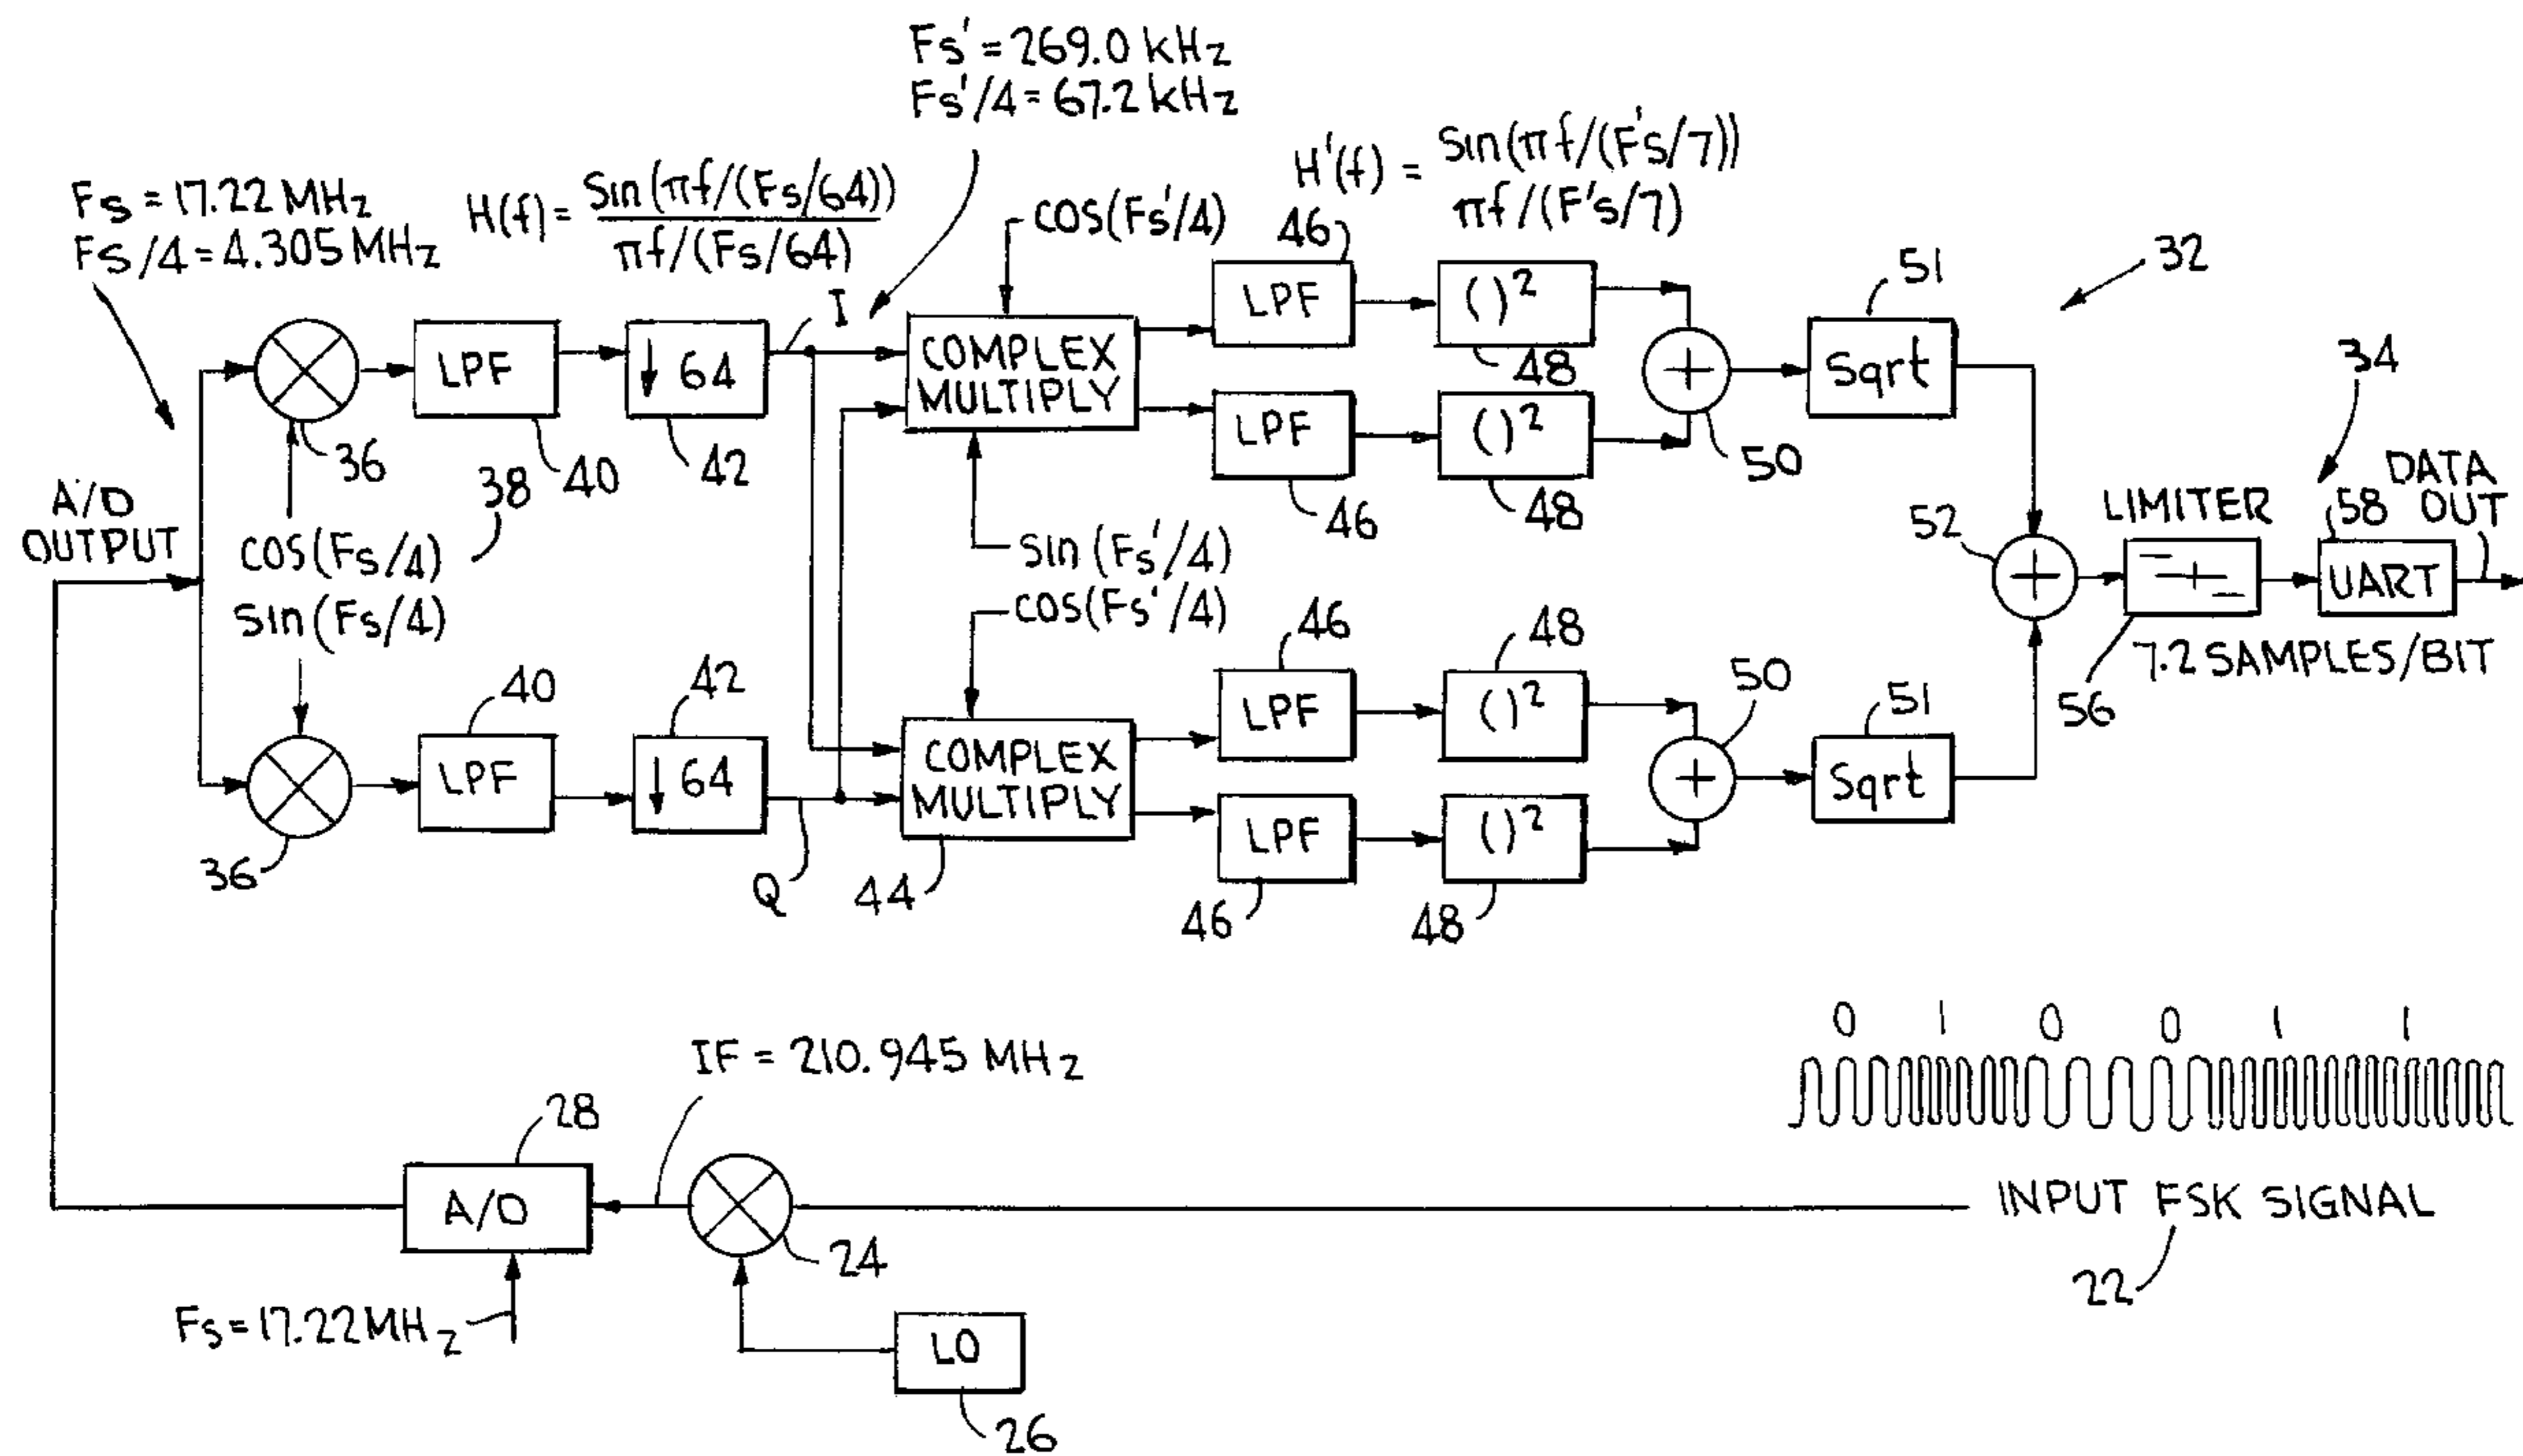 Fs' = 269.0 kHz
Fs'/4 = 67.2 kHz
Fs = 17.22 MHz
Fs/4 = 4.305 MHz
H(f) = Sin(πf/(Fs/64))
πf/(Fs/64)
H'(f) = Sin(πf/(F's/7))
πf/(F's/7)
COS(Fs'/4)
46
32
51
I
LPF
↓ 64
COMPLEX
MULTIPLY
LPF
( )²
48
+
Sqrt
34
36
40
42
LPF
( )²
50
46
48
A/D
OUTPUT
38
COS(Fs/4)
Sin(Fs/4)
Sin(Fs'/4)
COS(Fs'/4)
52
+
LIMITER
- + -
58
DATA
OUT
UART
56
7.2 SAMPLES/BIT
40
42
46
48
50
51
LPF
↓ 64
COMPLEX
MULTIPLY
LPF
( )²
+
Sqrt
LPF
( )²
36
Q
44
46
48
0 1 0 0 1 1
IF = 210.945 MHz
28
A/D
24
INPUT FSK SIGNAL
22
Fs = 17.22 MHz
LO
26